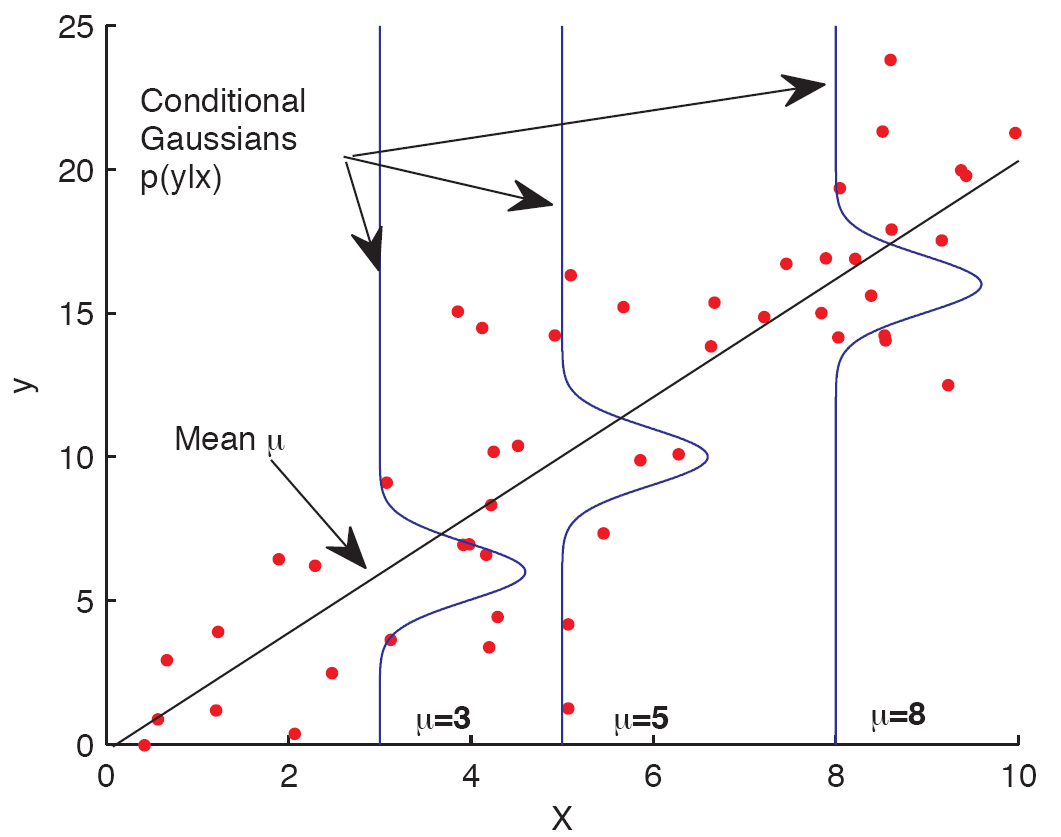 25
Conditional
Gaussians
p(y|x)
20
15
y
Mean μ
10
5
μ=3
μ=5
μ=8
0
0 2 4 6 8 10
X